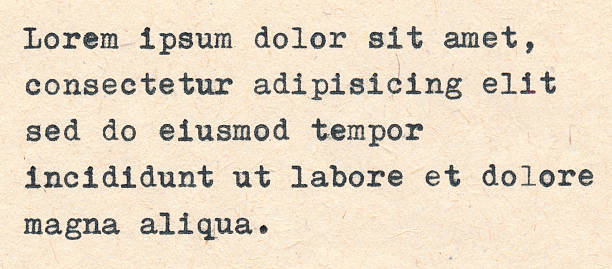 Lorem ipsum dolor sit amet,
consectetur adipisicing elit
sed do eiusmod tempor
incididunt ut labore et dolore
magna aliqua.